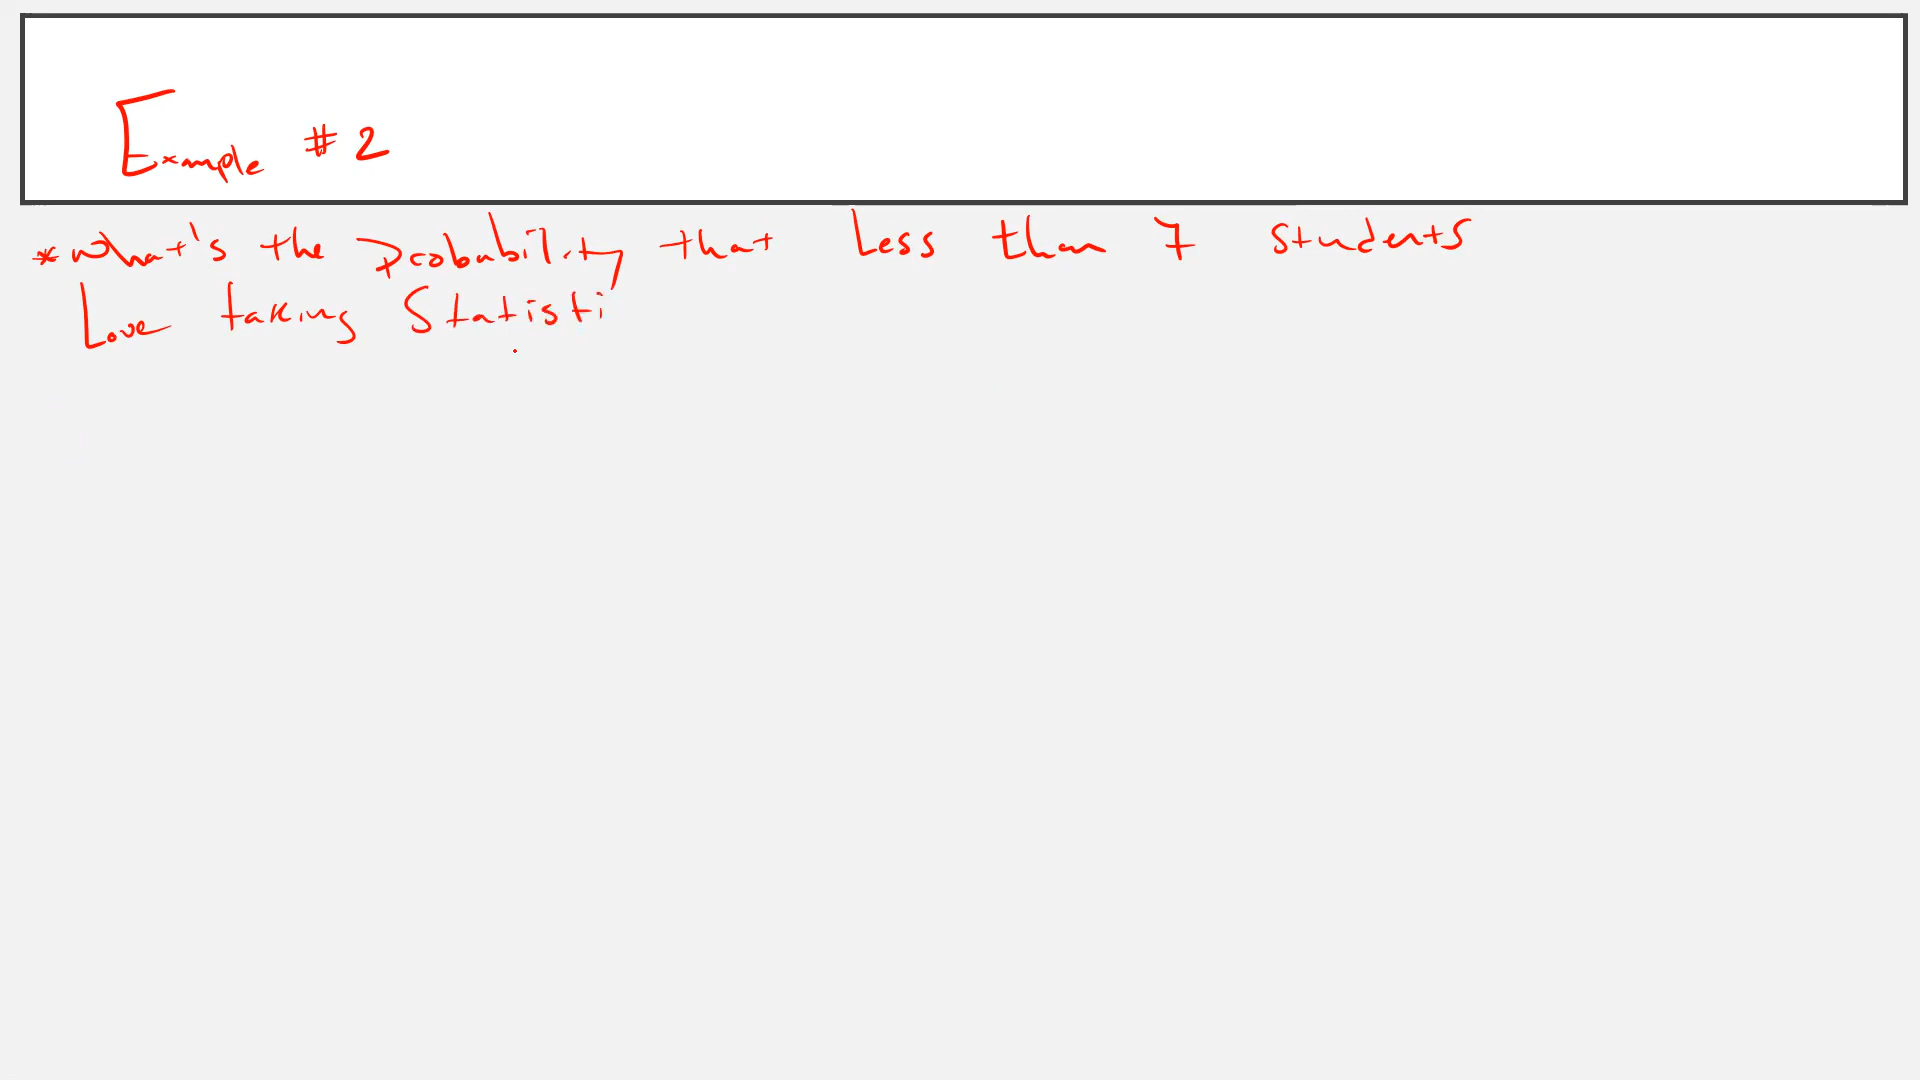 Example #2
*What's the Probability that Less than 7 students
Love taking Statisti